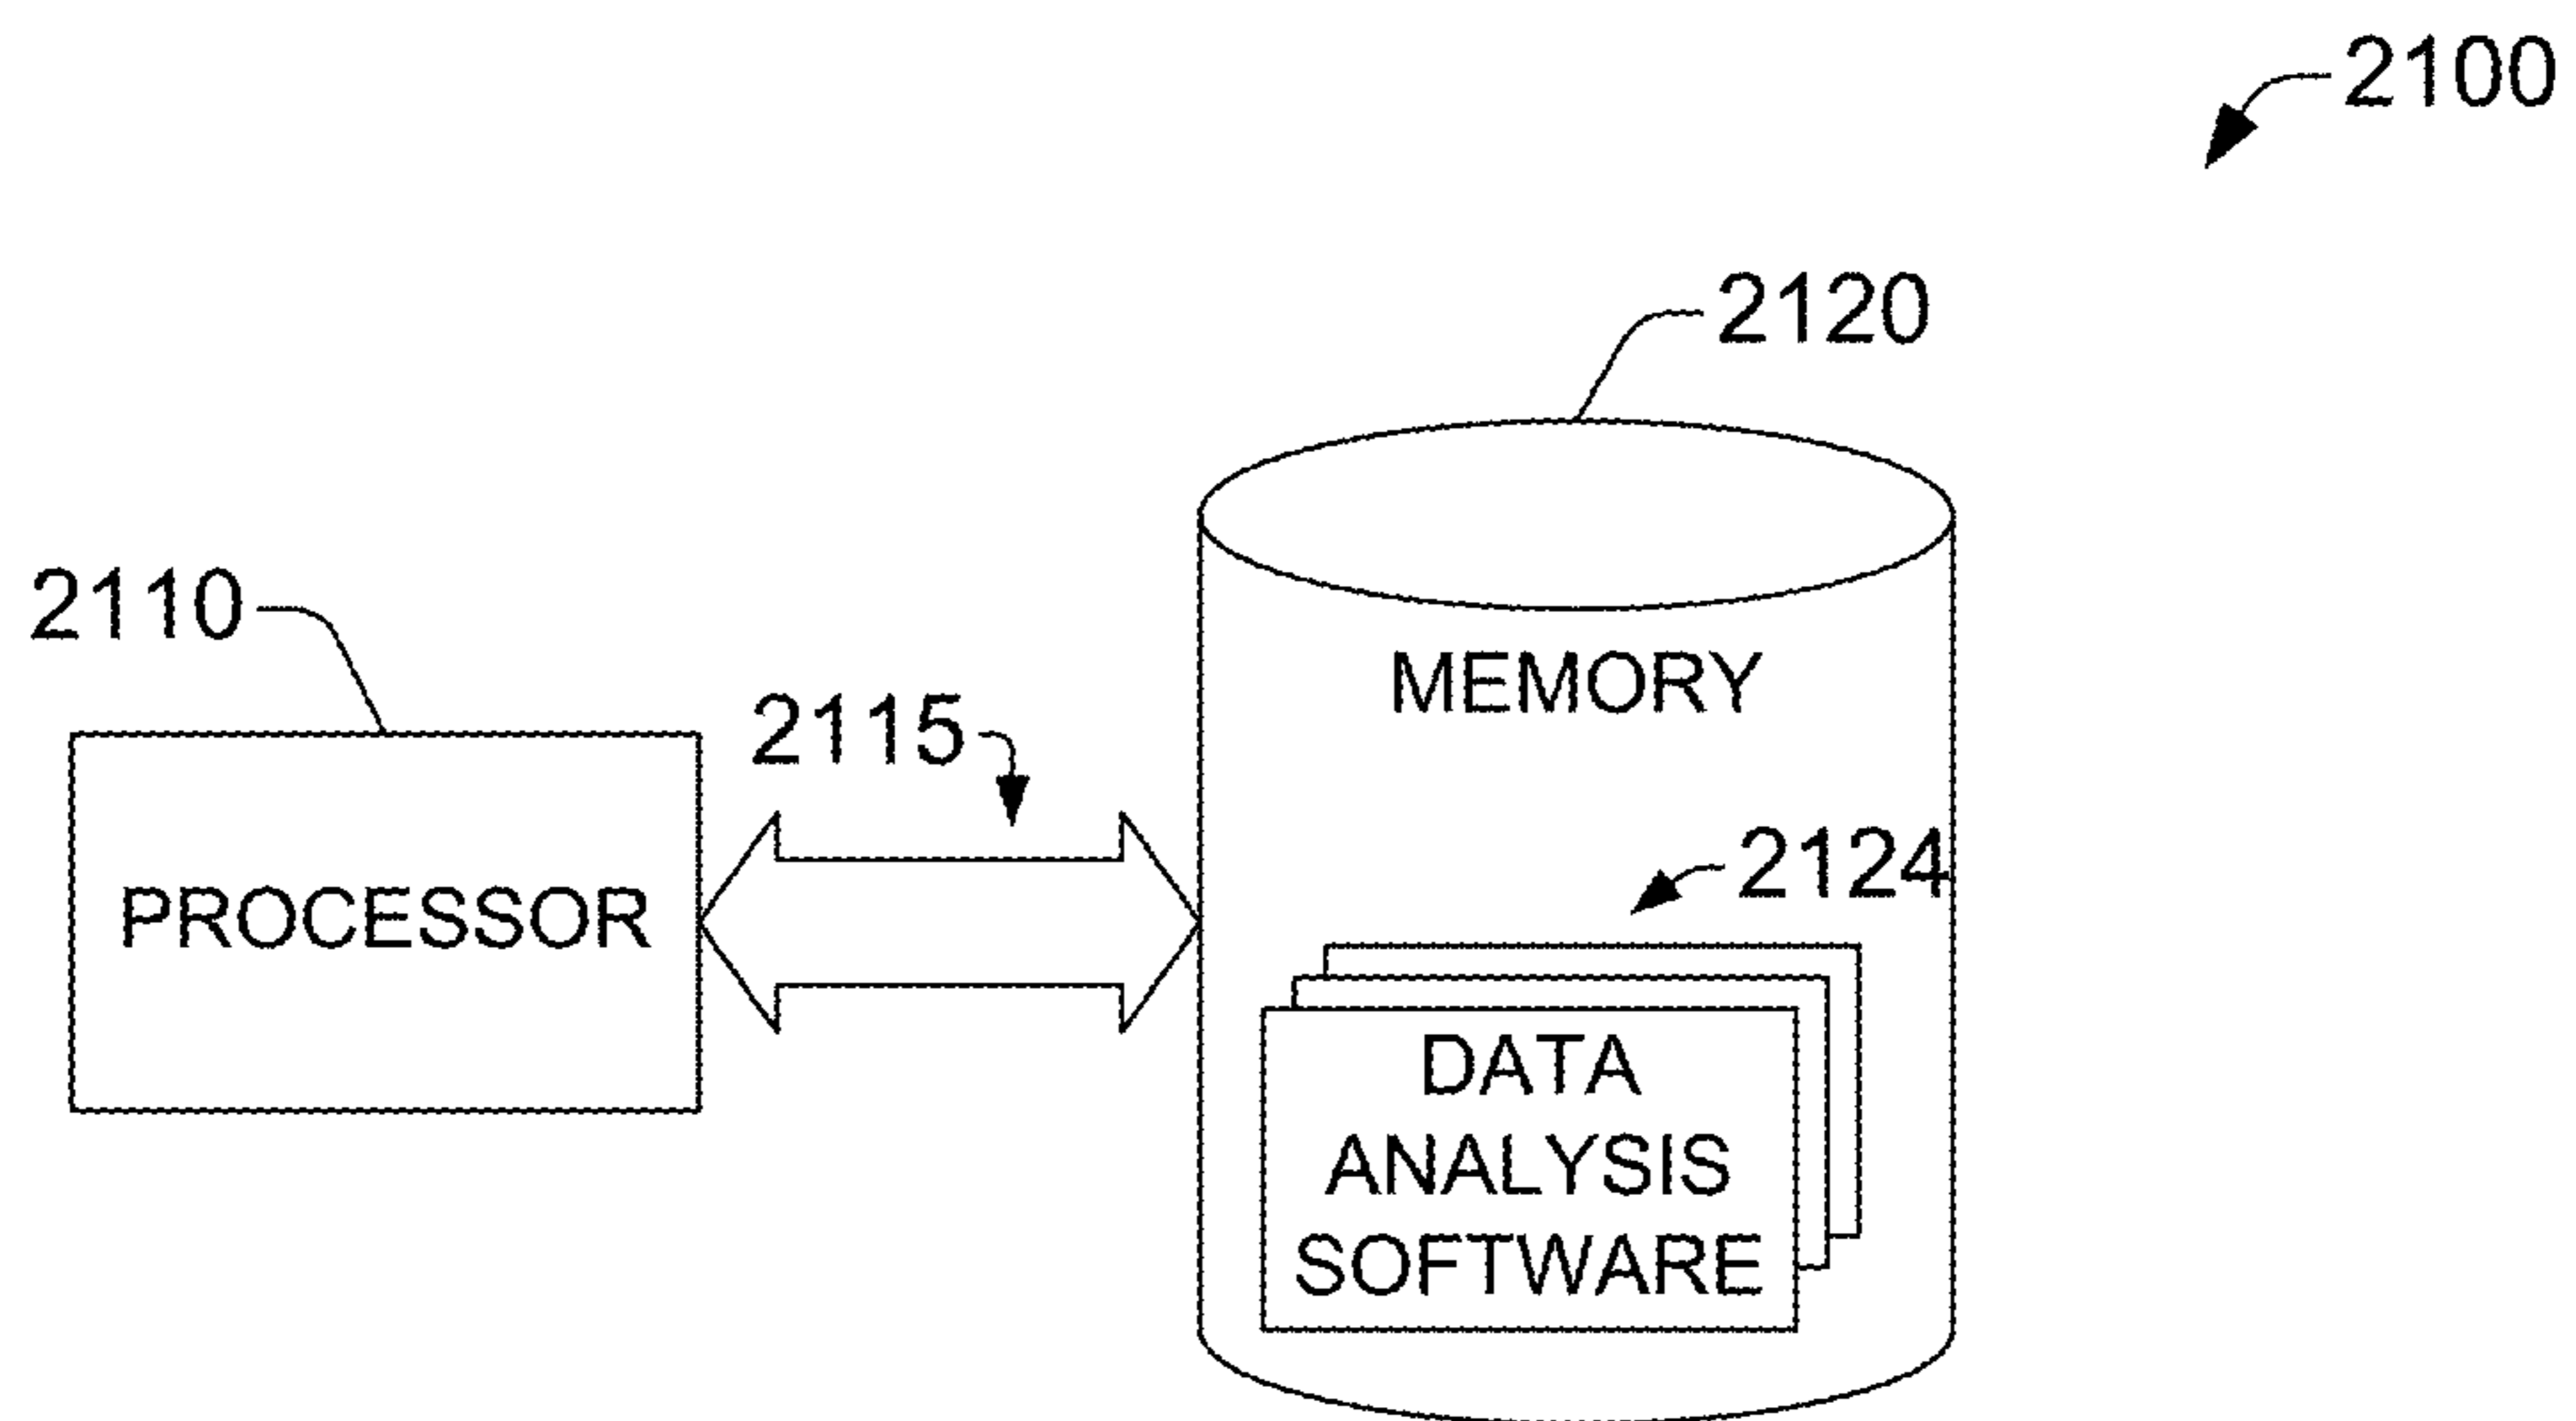 2100
2120
2110
2115
MEMORY
2124
PROCESSOR
DATA
ANALYSIS
SOFTWARE